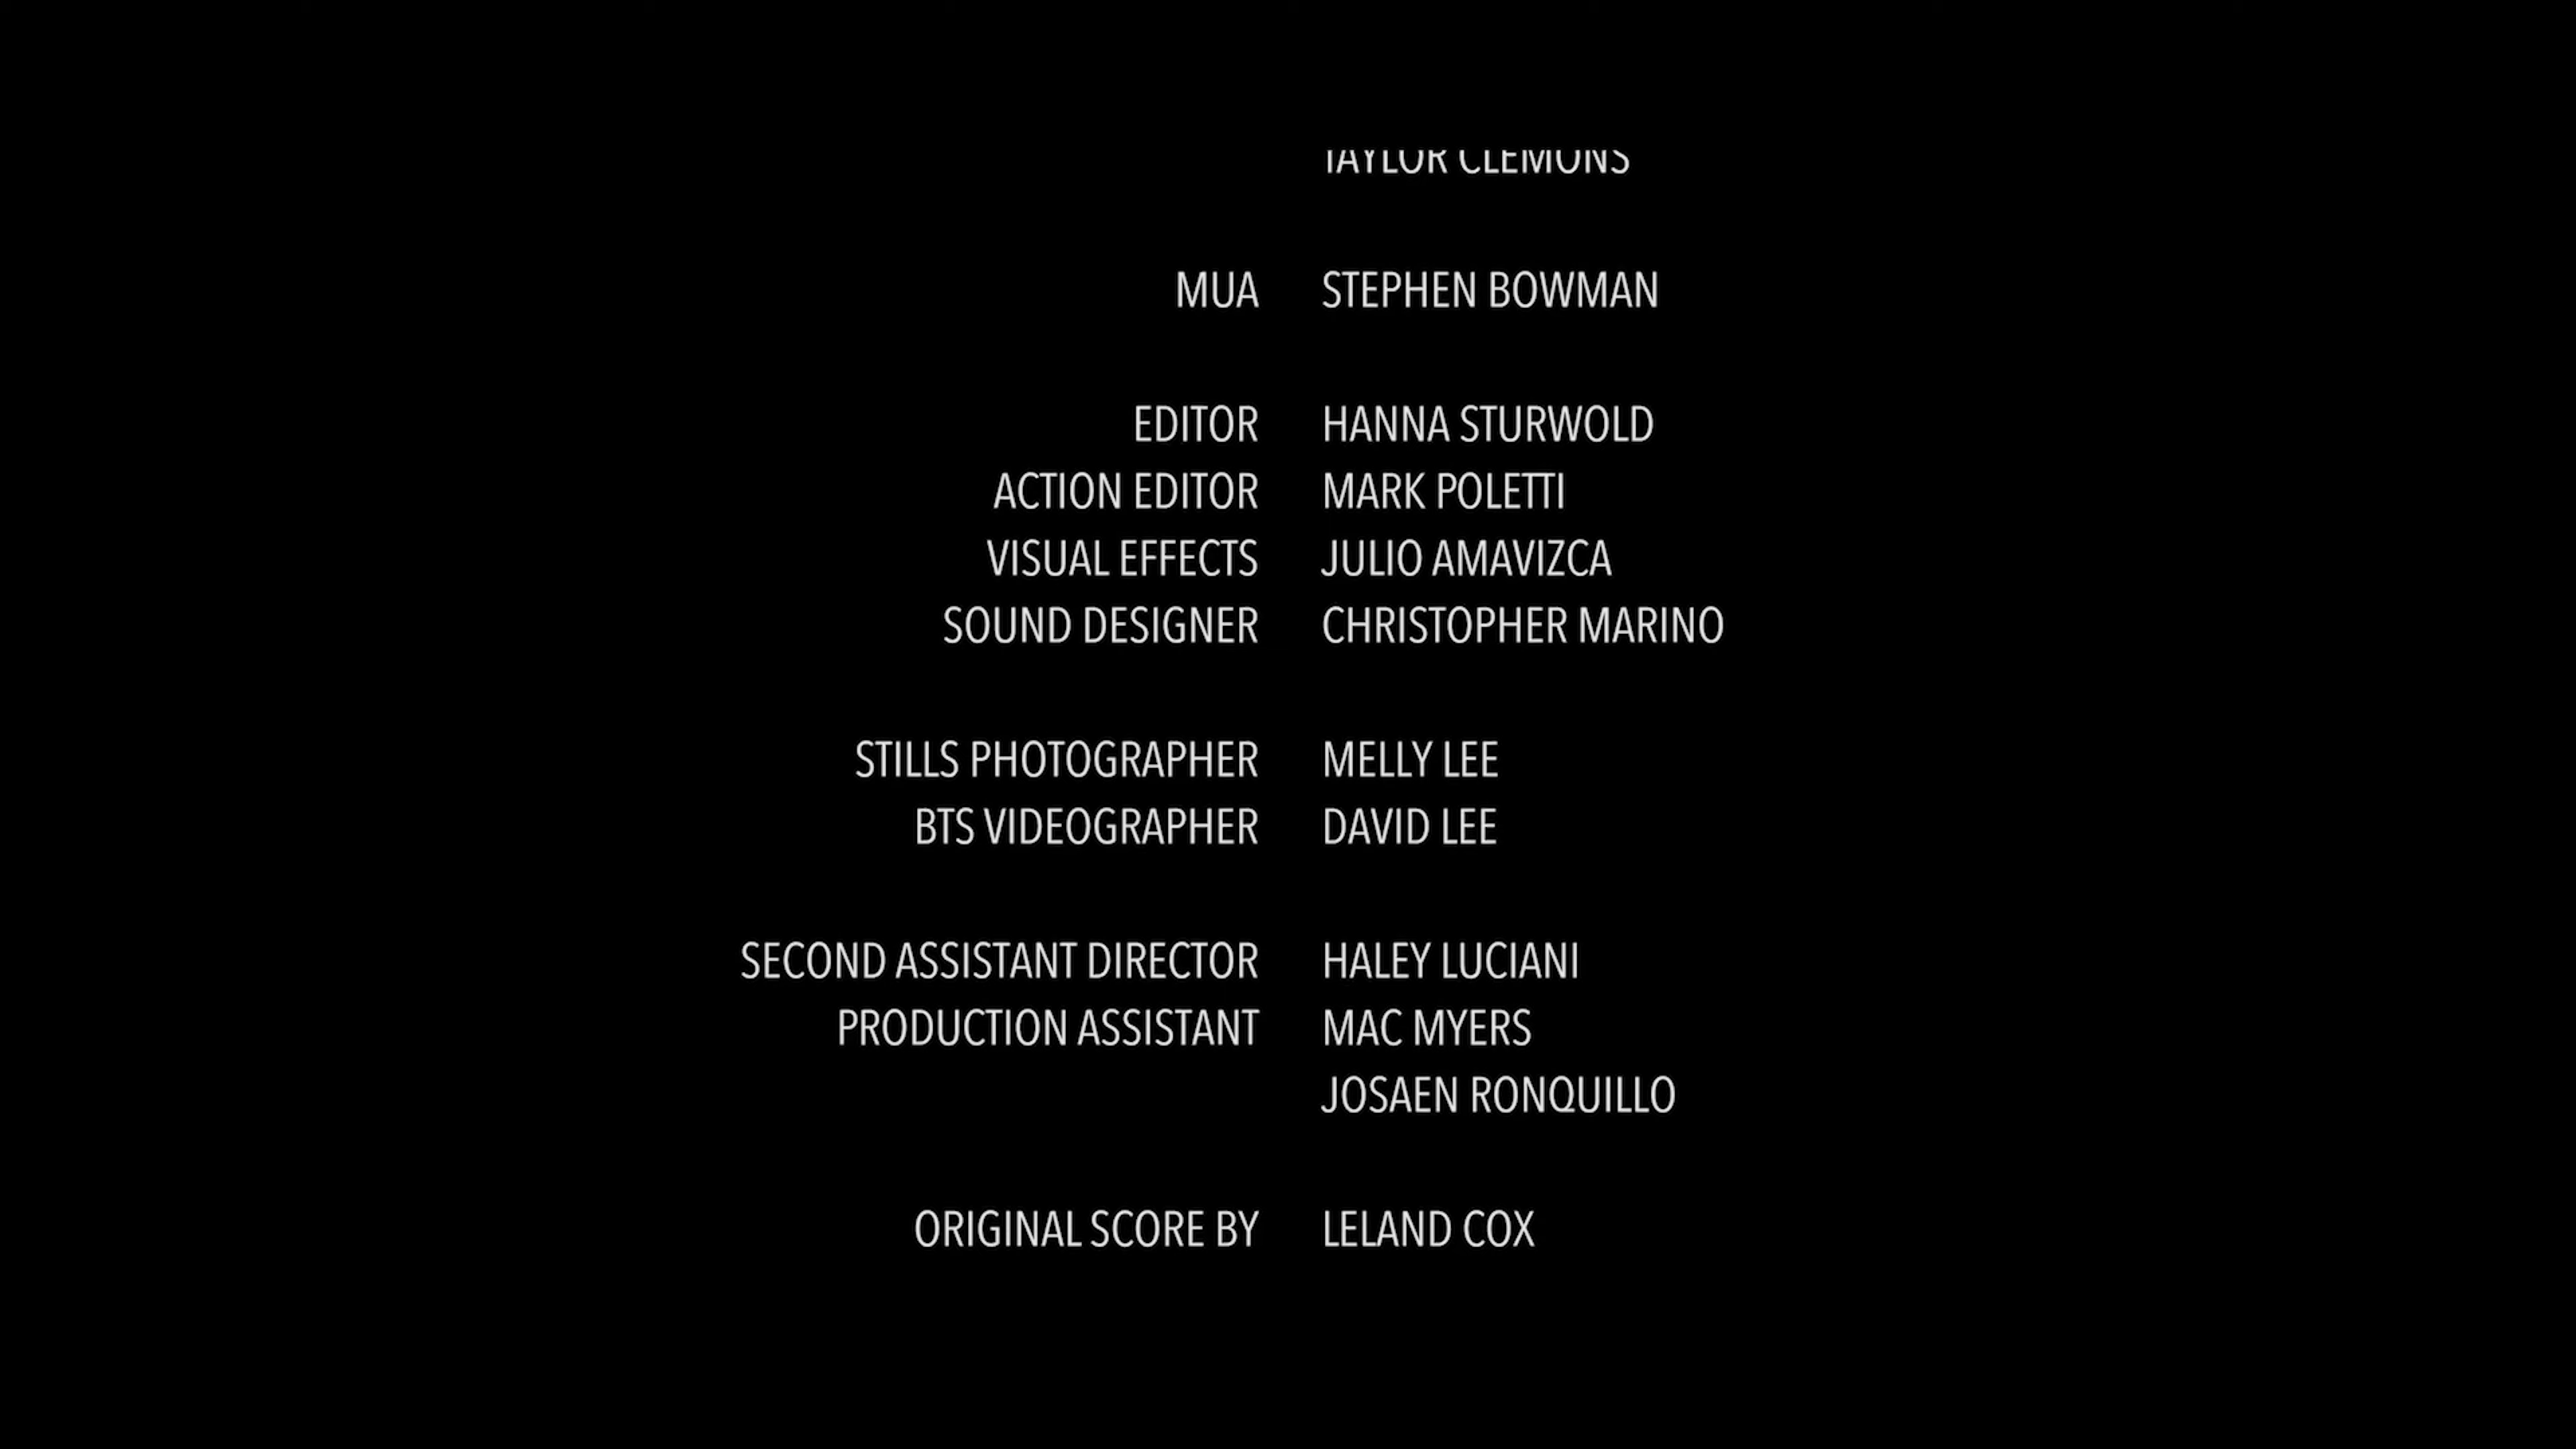 TAYLOR CLEMONS
MUA STEPHEN BOWMAN
EDITOR HANNA STURWOLD
ACTION EDITOR MARK POLETTI
VISUAL EFFECTS JULIO AMAVIZCA
SOUND DESIGNER CHRISTOPHER MARINO
STILLS PHOTOGRAPHER MELLY LEE
BTS VIDEOGRAPHER DAVID LEE
SECOND ASSISTANT DIRECTOR HALEY LUCIANI
PRODUCTION ASSISTANT MAC MYERS
JOSAEN RONQUILLO
ORIGINAL SCORE BY LELAND COX